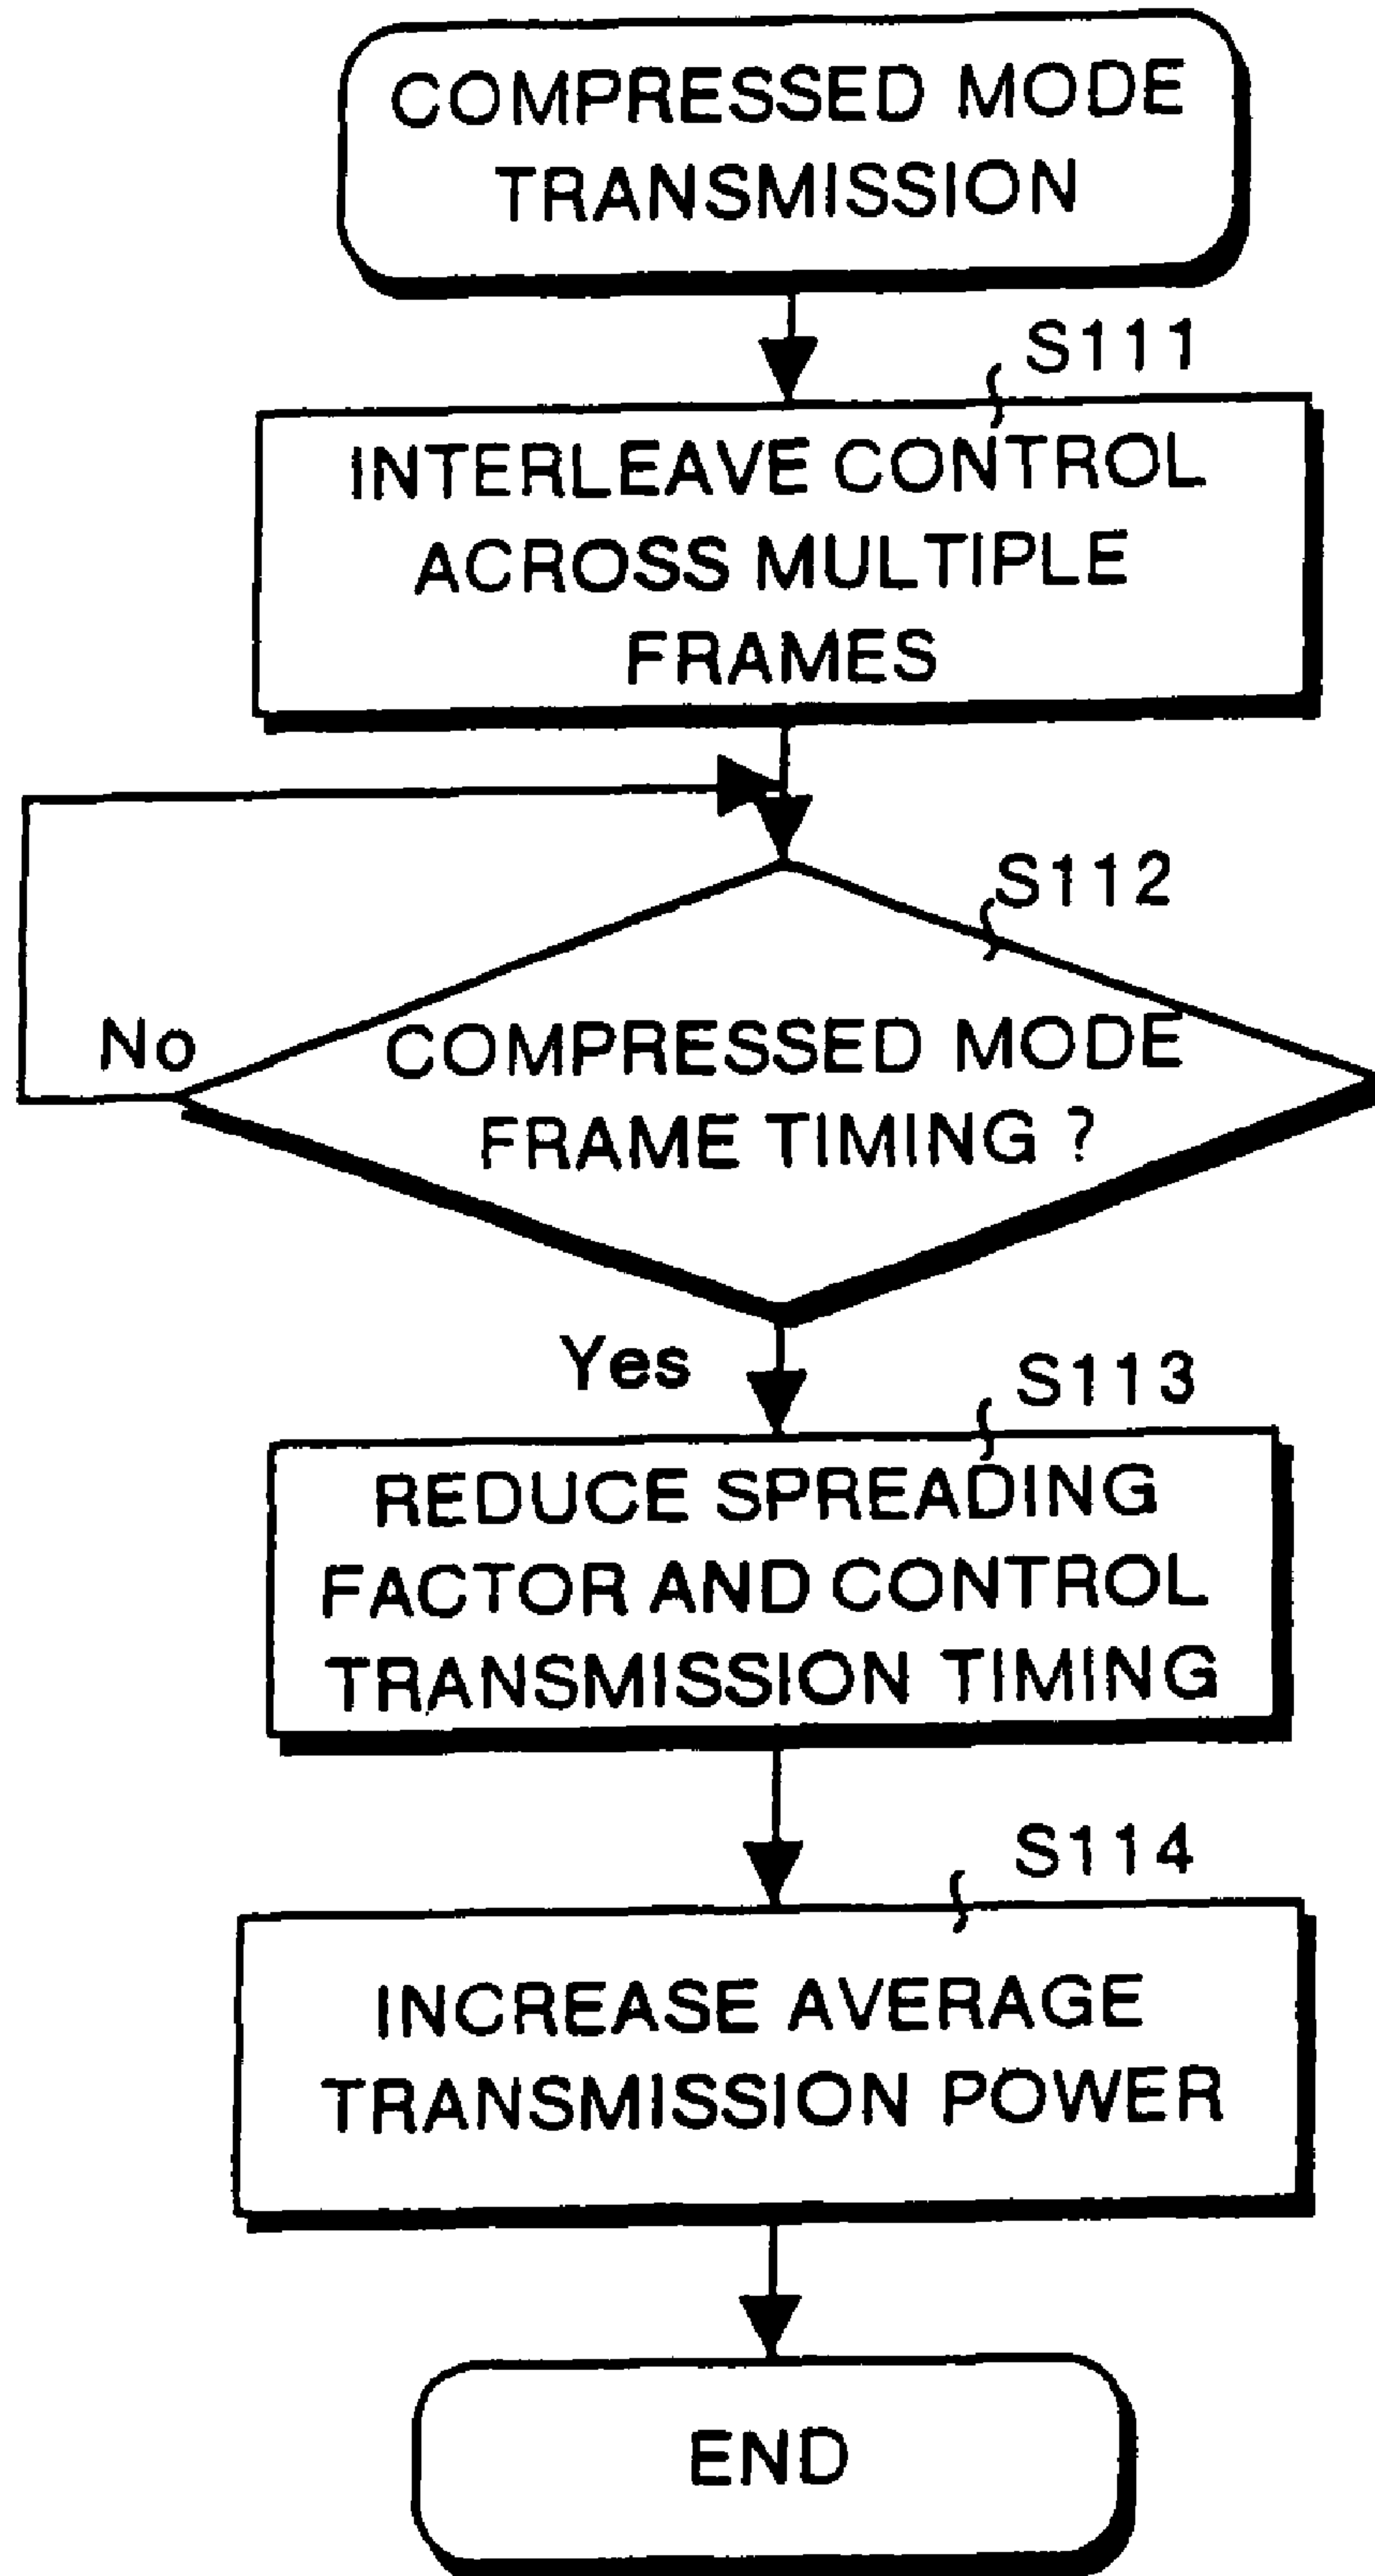 COMPRESSED MODE
TRANSMISSION
S111
INTERLEAVE CONTROL
ACROSS MULTIPLE
FRAMES
S112
No
COMPRESSED MODE
FRAME TIMING ?
Yes
S113
REDUCE SPREADING
FACTOR AND CONTROL
TRANSMISSION TIMING
S114
INCREASE AVERAGE
TRANSMISSION POWER
END